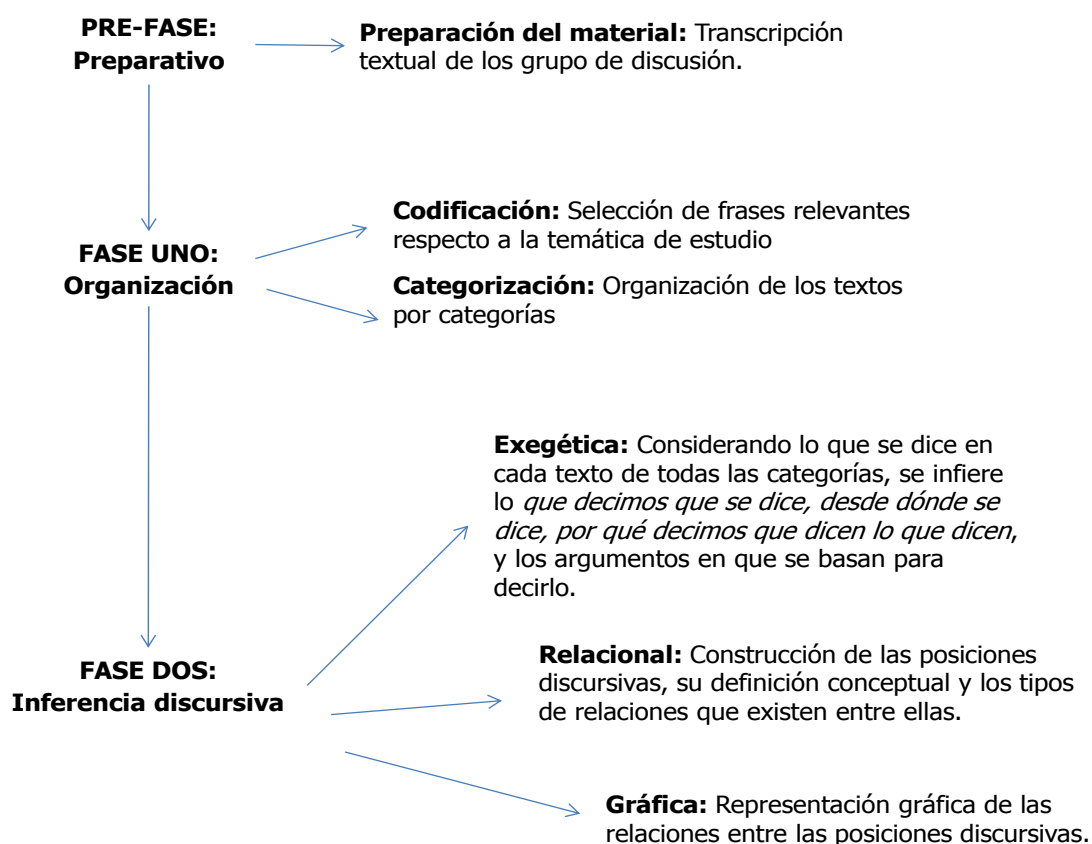 PRE-FASE:
Preparativo
Preparación del material: Transcripción
textual de los grupo de discusión.
FASE UNO:
Organización
Codificación: Selección de frases relevantes
respecto a la temática de estudio
Categorización: Organización de los textos
por categorías
FASE DOS:
Inferencia discursiva
Exegética: Considerando lo que se dice en
cada texto de todas las categorías, se infiere
lo que decimos que se dice, desde dónde se
dice, por qué decimos que dicen lo que dicen,
y los argumentos en que se basan para
decirlo.
Relacional: Construcción de las posiciones
discursivas, su definición conceptual y los tipos
de relaciones que existen entre ellas.
Gráfica: Representación gráfica de las
relaciones entre las posiciones discursivas.